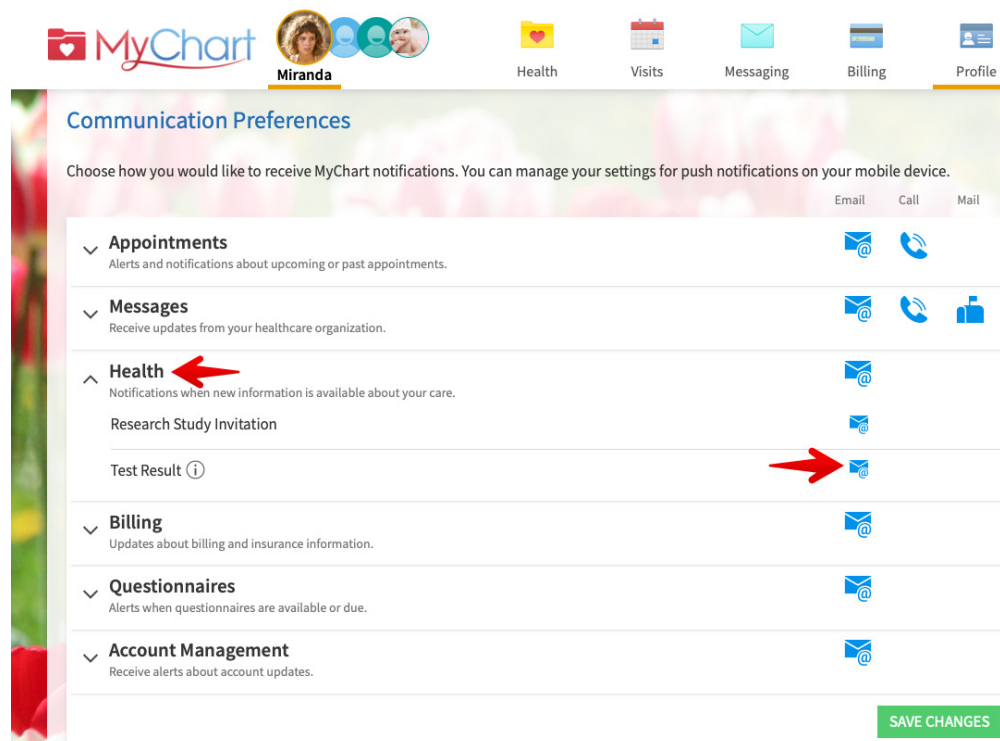 MyChart
Miranda
Health
Visits
Messaging
Billing
Profile
Communication Preferences
Choose how you would like to receive MyChart notifications. You can manage your settings for push notifications on your mobile device.
Email Call Mail
Appointments
Alerts and notifications about upcoming or past appointments.
Messages
Receive updates from your healthcare organization.
Health
Notifications when new information is available about your care.
Research Study Invitation
Test Result
Billing
Updates about billing and insurance information.
Questionnaires
Alerts when questionnaires are available or due.
Account Management
Receive alerts about account updates.
SAVE CHANGES